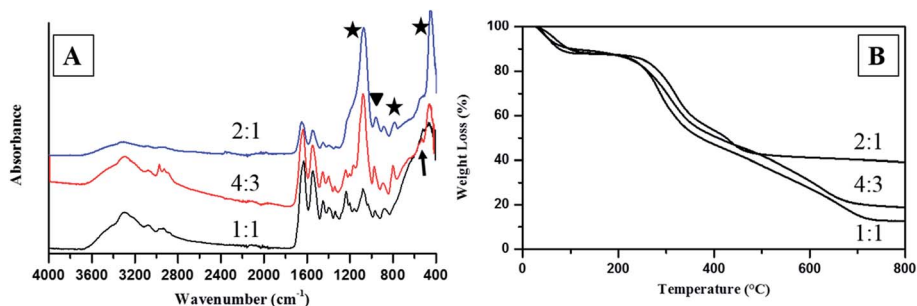 A
2:1
4:3
1:1
Absorbance
4000 3600 3200 2800 2400 2000 1600 1200 800 400
Wavenumber (cm-1)
B
100
80
60
40
20
0
2:1
4:3
1:1
Weight Loss (%)
0 200 400 600 800
Temperature (°C)